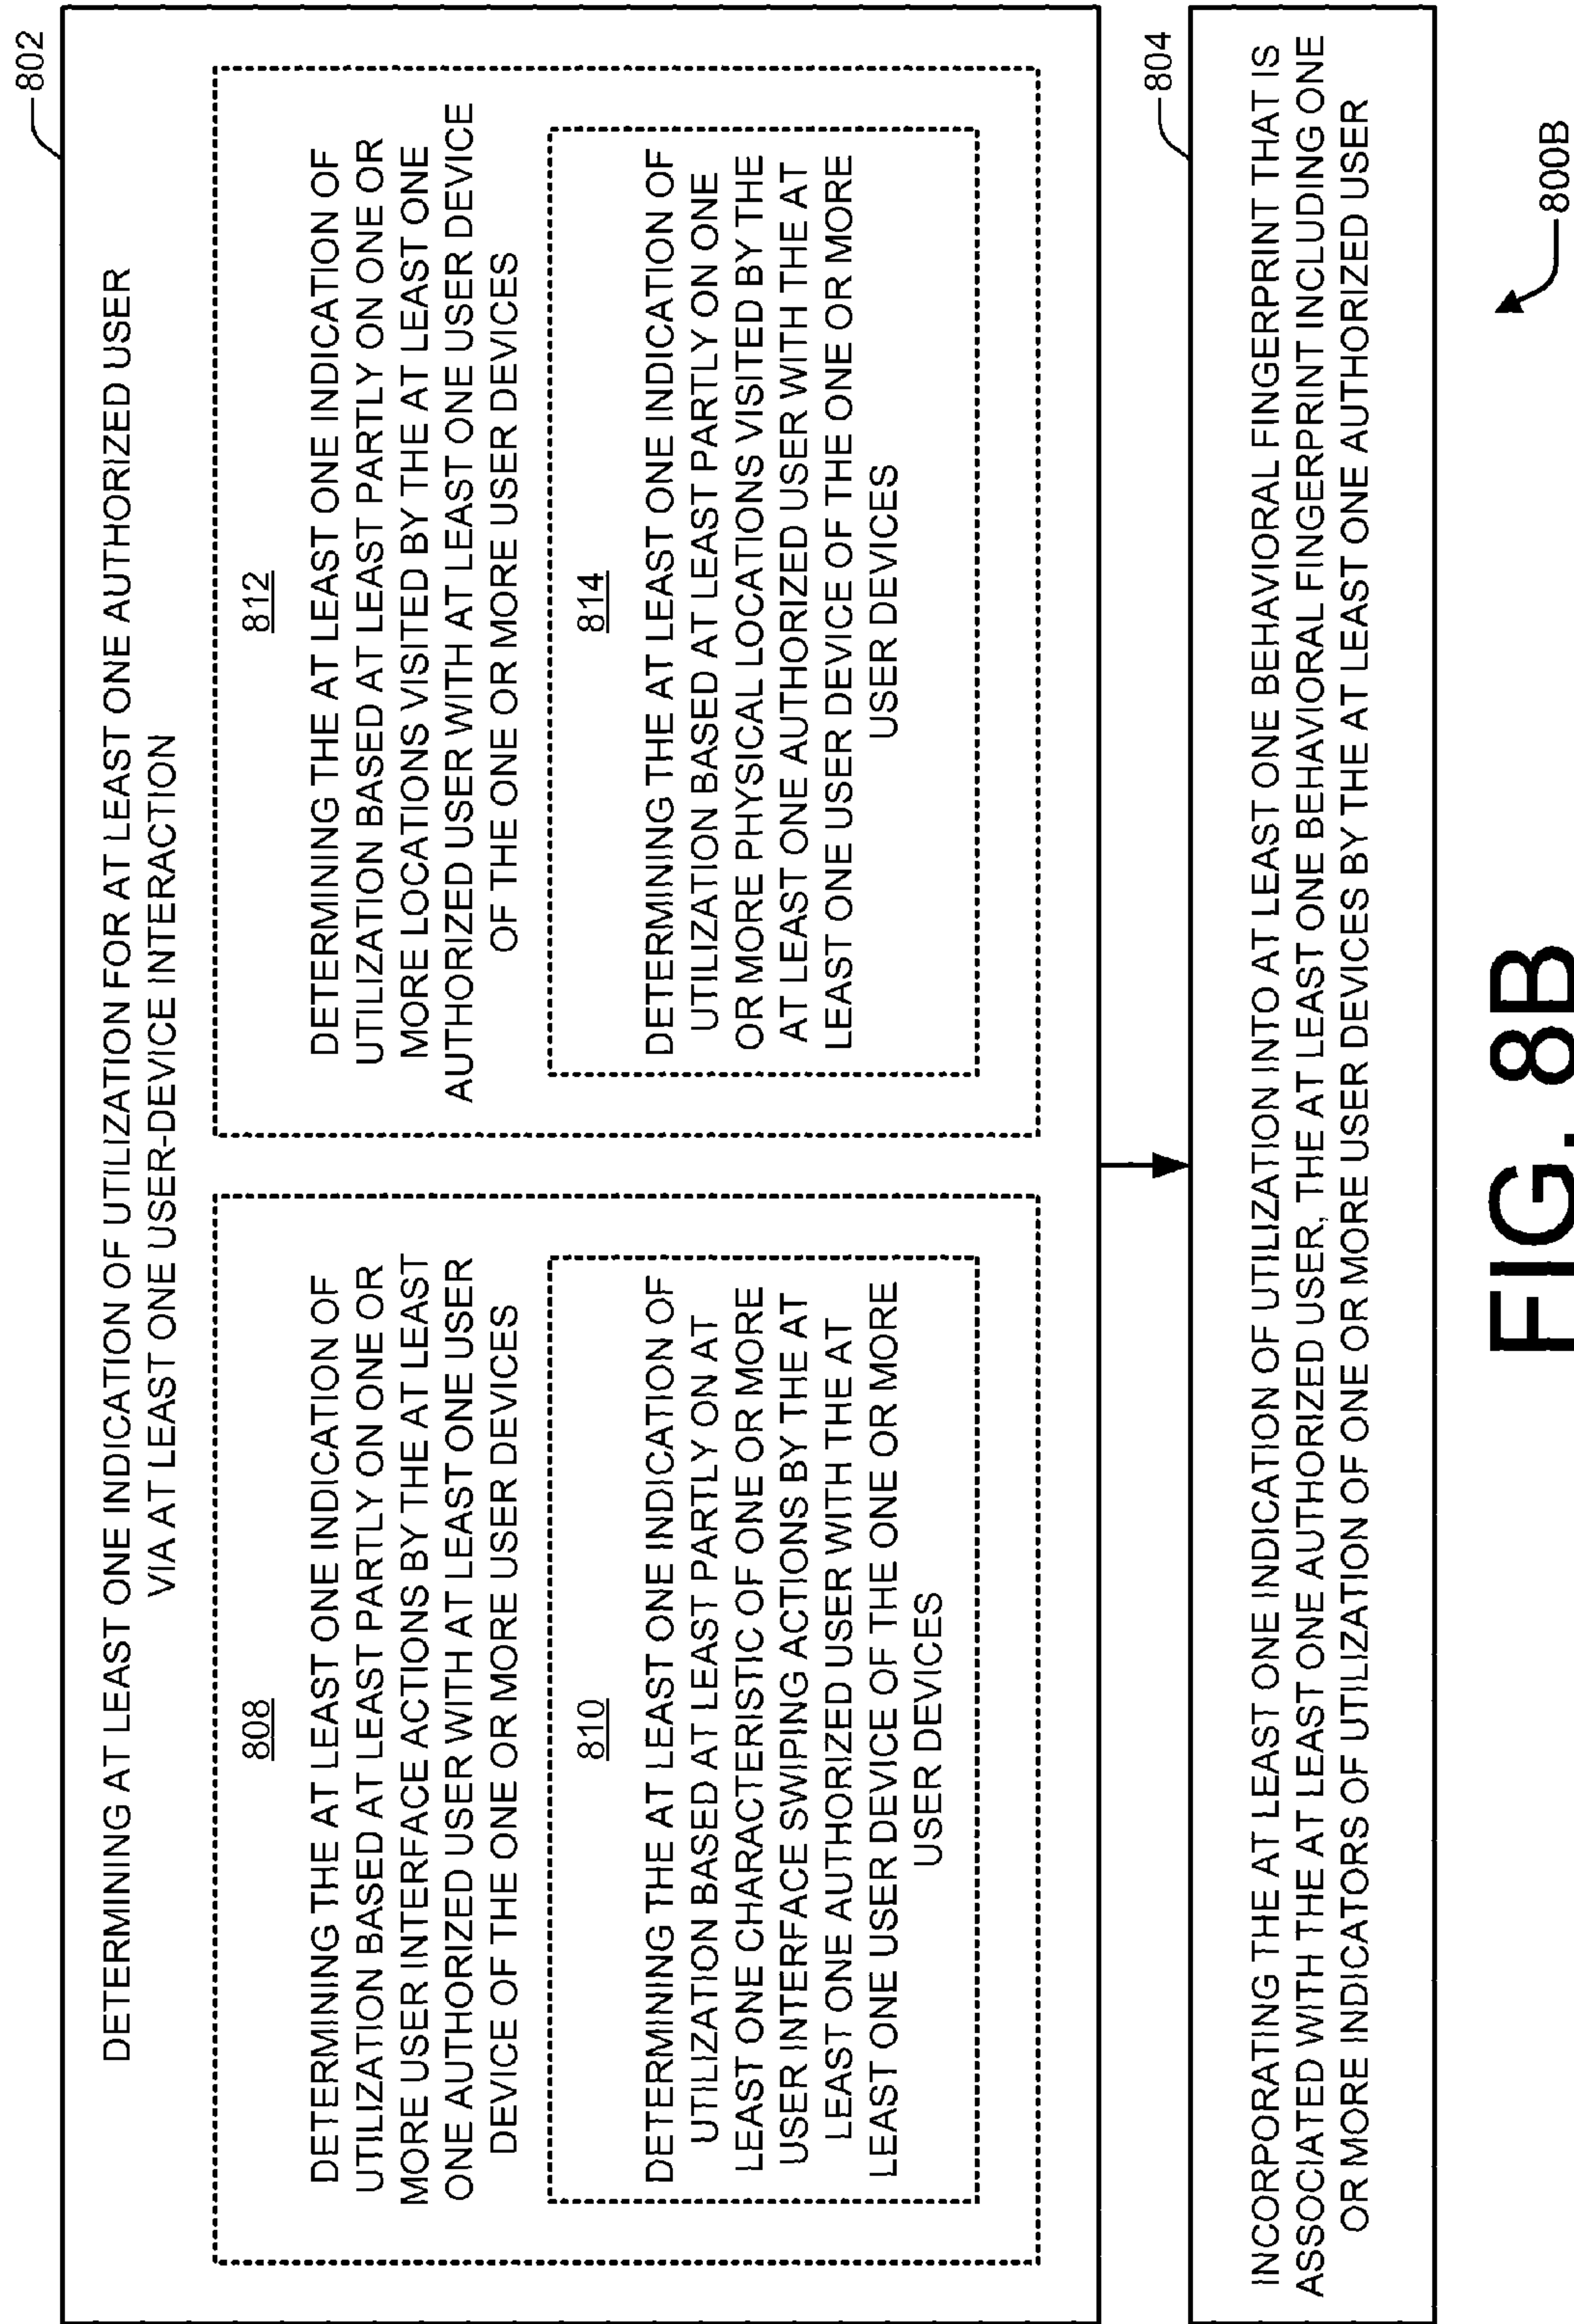 802
DETERMINING AT LEAST ONE INDICATION OF UTILIZATION FOR AT LEAST ONE AUTHORIZED USER
VIA AT LEAST ONE USER-DEVICE INTERACTION
808
DETERMINING THE AT LEAST ONE INDICATION OF
UTILIZATION BASED AT LEAST PARTLY ON ONE OR
MORE USER INTERFACE ACTIONS BY THE AT LEAST
ONE AUTHORIZED USER WITH AT LEAST ONE USER
DEVICE OF THE ONE OR MORE USER DEVICES
810
DETERMINING THE AT LEAST ONE INDICATION OF
UTILIZATION BASED AT LEAST PARTLY ON AT
LEAST ONE CHARACTERISTIC OF ONE OR MORE
USER INTERFACE SWIPING ACTIONS BY THE AT
LEAST ONE AUTHORIZED USER WITH THE AT
LEAST ONE USER DEVICE OF THE ONE OR MORE
USER DEVICES
812
DETERMINING THE AT LEAST ONE INDICATION OF
UTILIZATION BASED AT LEAST PARTLY ON ONE OR
MORE LOCATIONS VISITED BY THE AT LEAST ONE
AUTHORIZED USER WITH AT LEAST ONE USER DEVICE
OF THE ONE OR MORE USER DEVICES
814
DETERMINING THE AT LEAST ONE INDICATION OF
UTILIZATION BASED AT LEAST PARTLY ON ONE
OR MORE PHYSICAL LOCATIONS VISITED BY THE
AT LEAST ONE AUTHORIZED USER WITH THE AT
LEAST ONE USER DEVICE OF THE ONE OR MORE
USER DEVICES
804
INCORPORATING THE AT LEAST ONE INDICATION OF UTILIZATION INTO AT LEAST ONE BEHAVIORAL FINGERPRINT THAT IS
ASSOCIATED WITH THE AT LEAST ONE AUTHORIZED USER, THE AT LEAST ONE BEHAVIORAL FINGERPRINT INCLUDING ONE
OR MORE INDICATORS OF UTILIZATION OF ONE OR MORE USER DEVICES BY THE AT LEAST ONE AUTHORIZED USER
800B
FIG. 8B